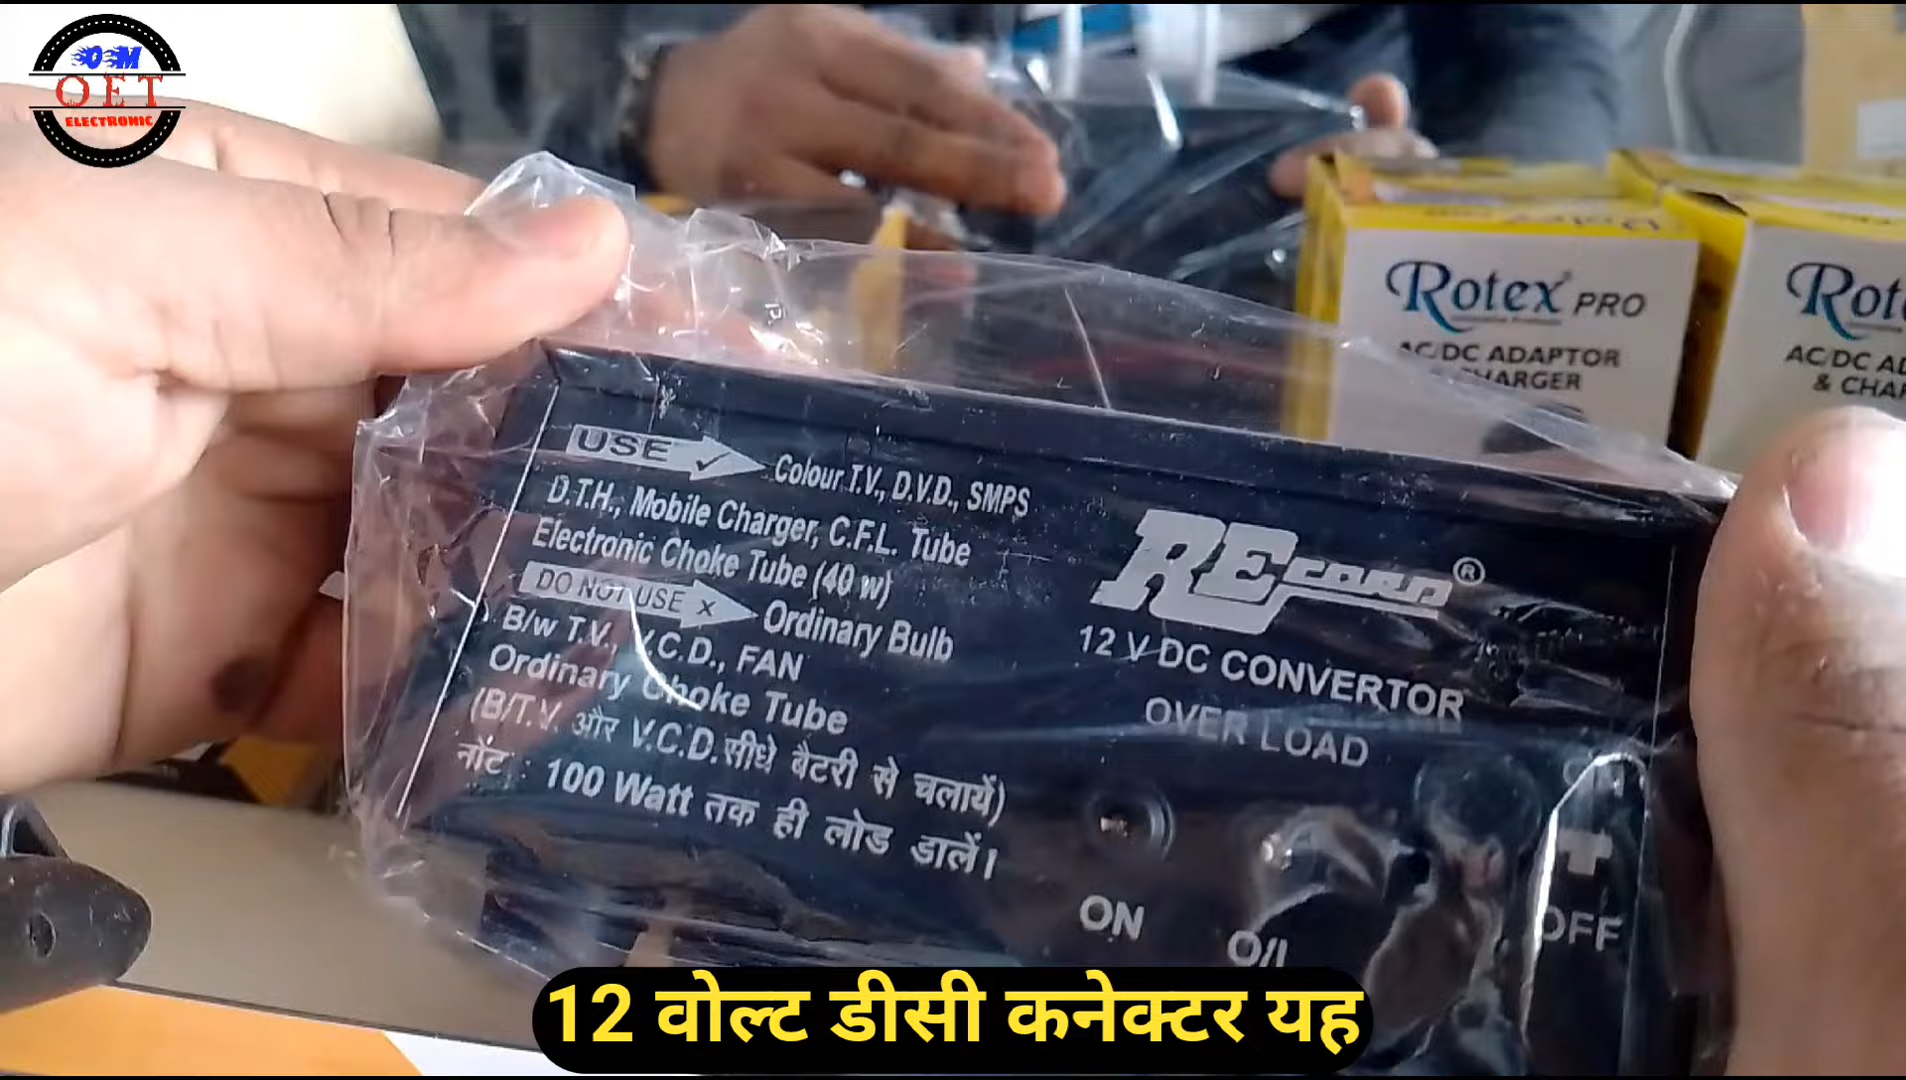 OM
OET
ELECTRONIC
Rotex PRO
AC/DC ADAPTOR
CHARGER
AC/DC AD
& CHAR
USE ✓ Colour T.V., D.V.D., SMPS
D.T.H., Mobile Charger, C.F.L. Tube
Electronic Choke Tube (40 w)
DO NOT USE x Ordinary Bulb
B/w T.V., V.C.D., FAN
Ordinary Choke Tube
(B/T.V. और V.C.D. सीधे बैटरी से चलायें)
नोंट : 100 Watt तक ही लोड डालें।
REcord ®
12 V DC CONVERTOR
OVER LOAD
ON
ON
O/L
OFF
12 वोल्ट डीसी कनेक्टर यह